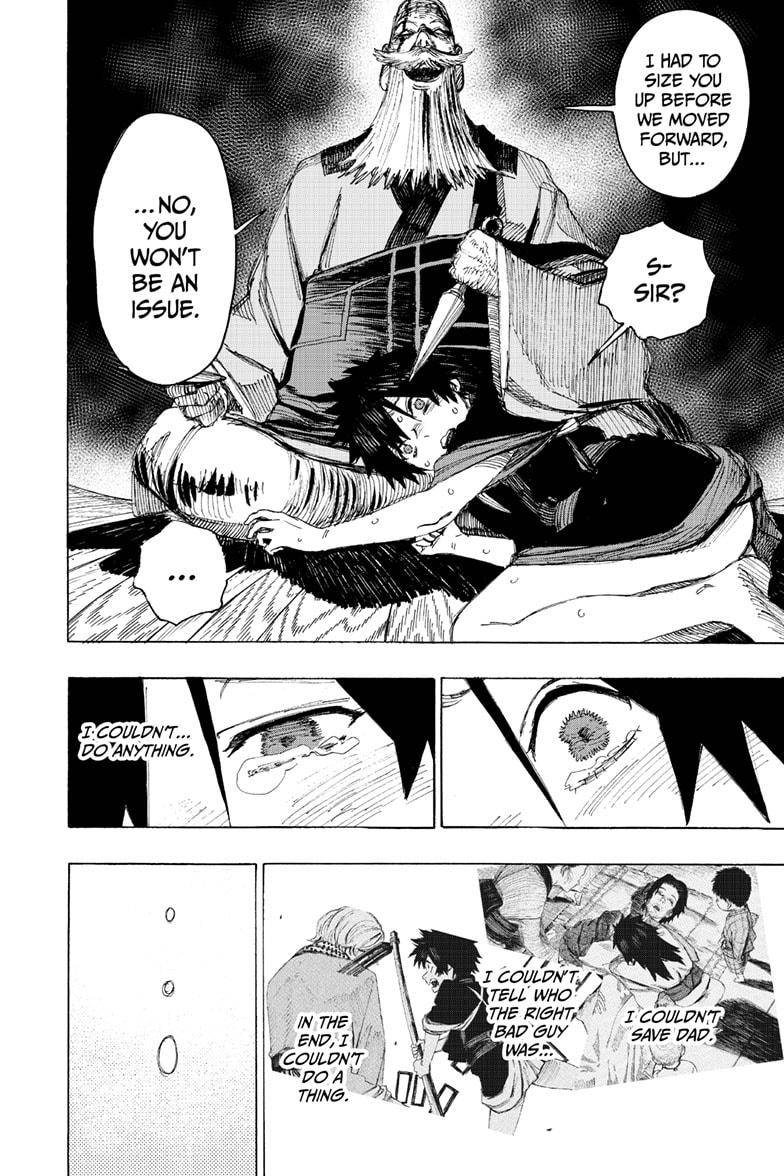 I HAD TO
SIZE YOU
UP BEFORE
WE MOVED
FORWARD,
BUT...
S-
SIR?
...NO,
YOU
WON'T
BE AN
ISSUE.
...
I COULDN'T...
DO ANYTHING.
I COULDN'T
SAVE DAD.
I COULDN'T
TELL WHO
THE RIGHT
BAD GUY
WAS...
IN THE
END, I
COULDN'T
DO A
THING.